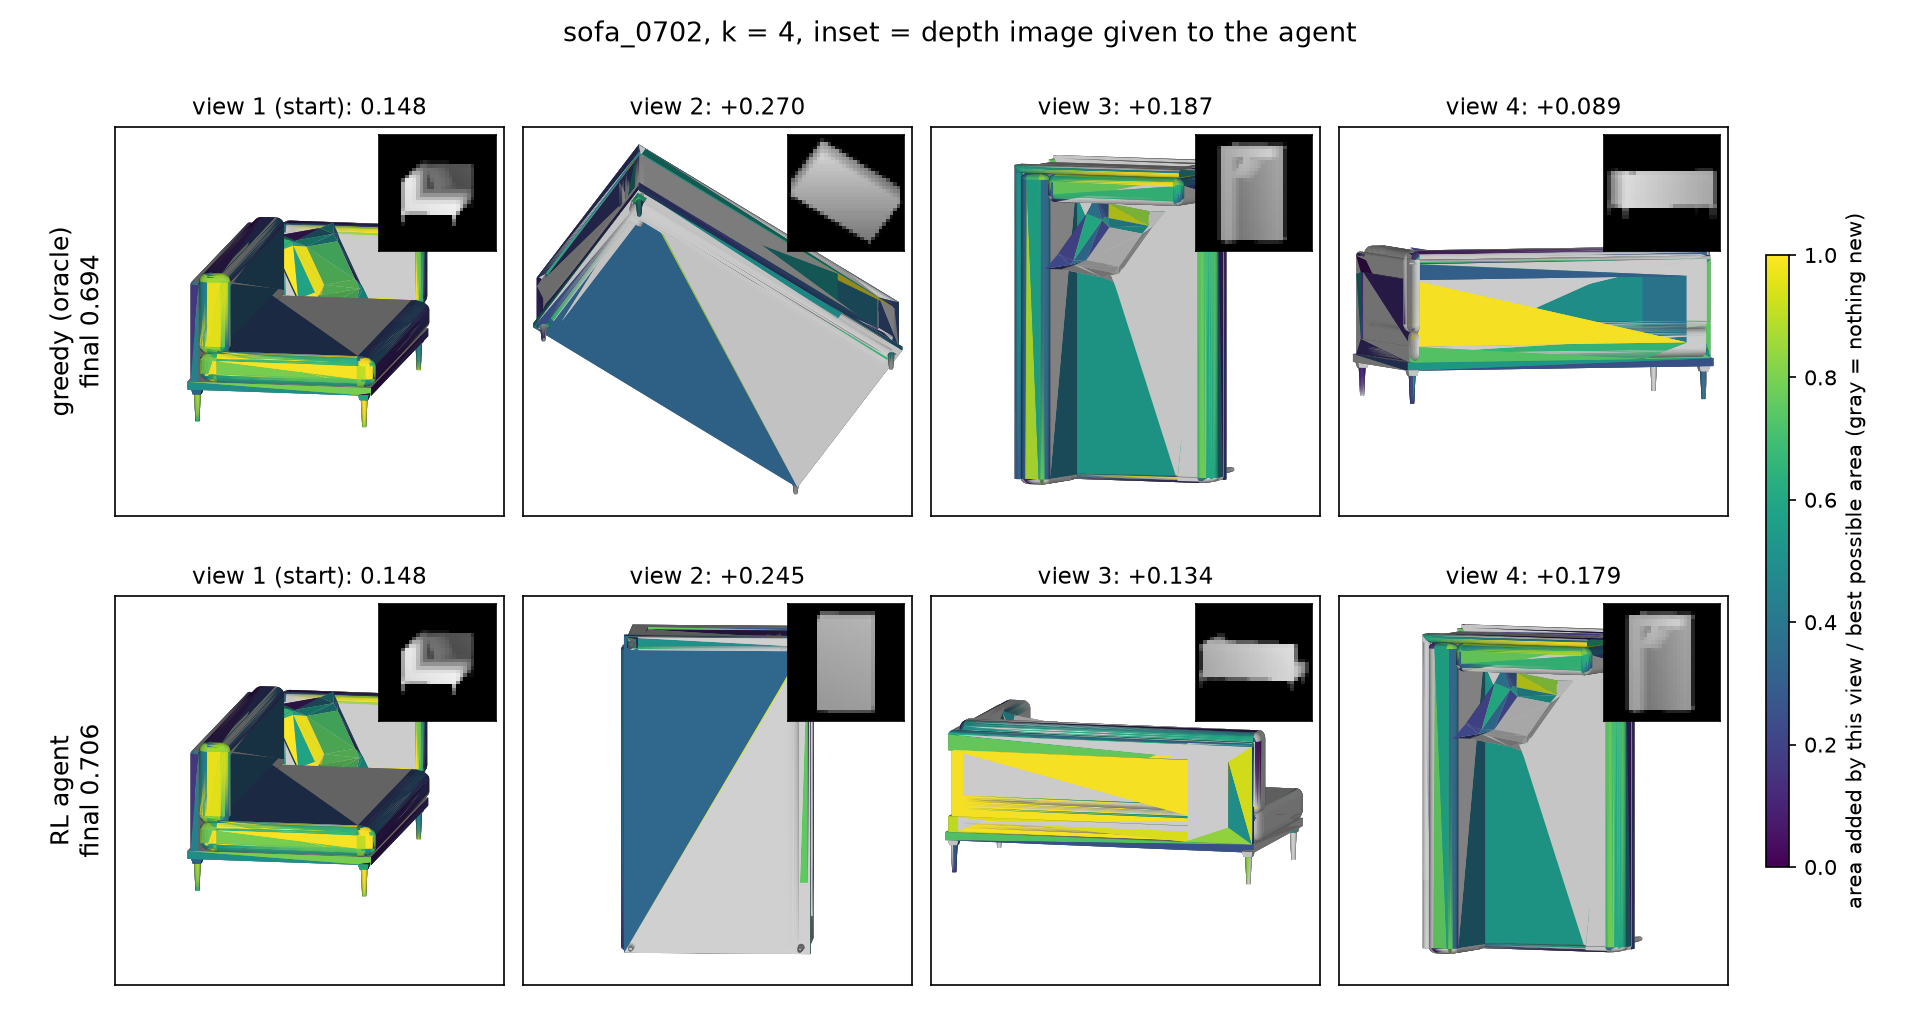 sofa_0702, k = 4, inset = depth image given to the agent
greedy (oracle)
final 0.694
view 1 (start): 0.148
view 2: +0.270
view 3: +0.187
view 4: +0.089
RL agent
final 0.706
view 1 (start): 0.148
view 2: +0.245
view 3: +0.134
view 4: +0.179
1.0
0.8
0.6
0.4
0.2
0.0
area added by this view / best possible area (gray = nothing new)